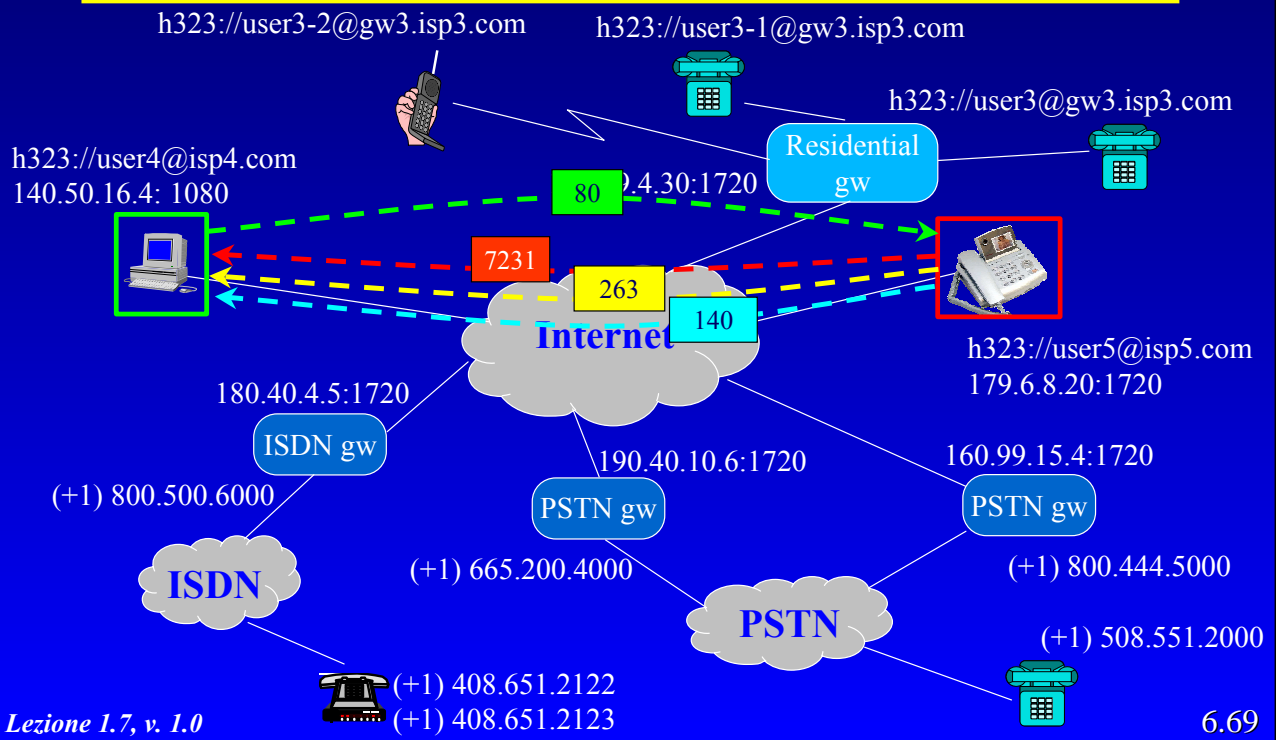 h323://user3-2@gw3.isp3.com
h323://user3-1@gw3.isp3.com
h323://user3@gw3.isp3.com
Residential
gw
h323://user4@isp4.com
140.50.16.4: 1080
9.4.30:1720
80
7231
263
140
Internet
h323://user5@isp5.com
179.6.8.20:1720
180.40.4.5:1720
ISDN gw
190.40.10.6:1720
160.99.15.4:1720
(+1) 800.500.6000
PSTN gw
PSTN gw
(+1) 665.200.4000
(+1) 800.444.5000
ISDN
PSTN
(+1) 508.551.2000
(+1) 408.651.2122
(+1) 408.651.2123
Lezione 1.7, v. 1.0
6.69